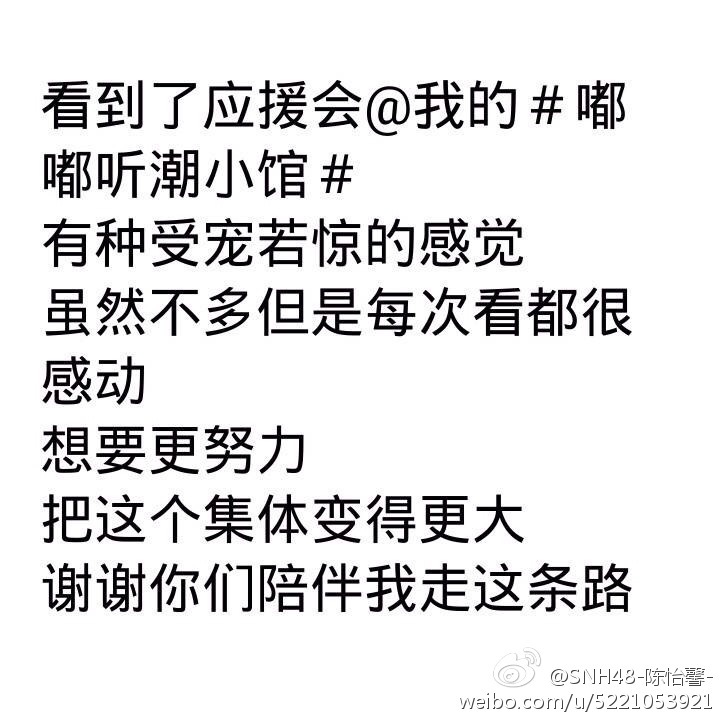 看到了应援会@我的＃嘟
嘟听潮小馆＃
有种受宠若惊的感觉
虽然不多但是每次看都很
感动
想要更努力
把这个集体变得更大
谢谢你们陪伴我走这条路
@SNH48-陈怡馨-
weibo.com/u/5221053921